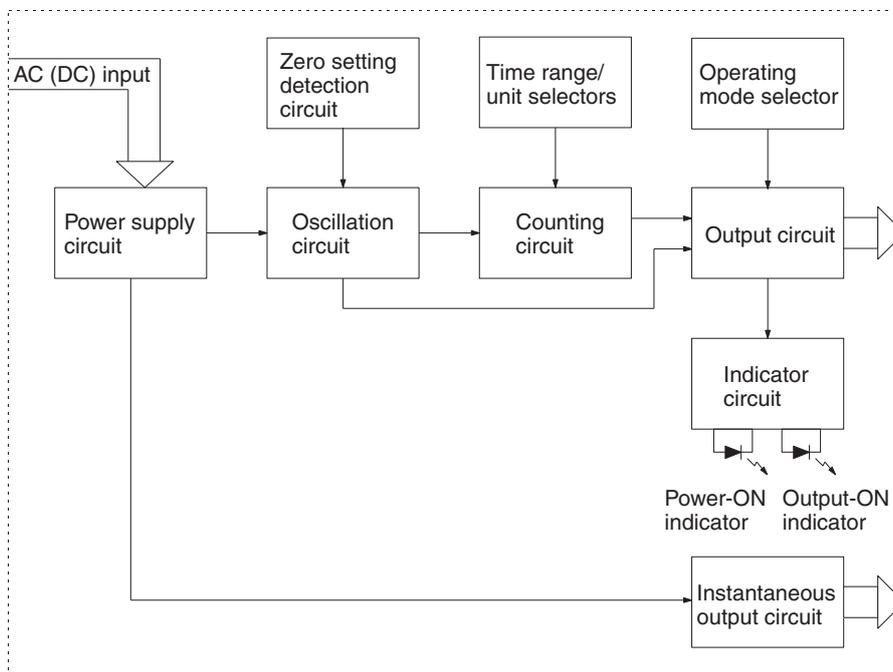 AC (DC) input
Zero setting
detection
circuit
Time range/
unit selectors
Operating
mode selector
Power supply
circuit
Oscillation
circuit
Counting
circuit
Output circuit
Indicator
circuit
Power-ON
indicator
Output-ON
indicator
Instantaneous
output circuit